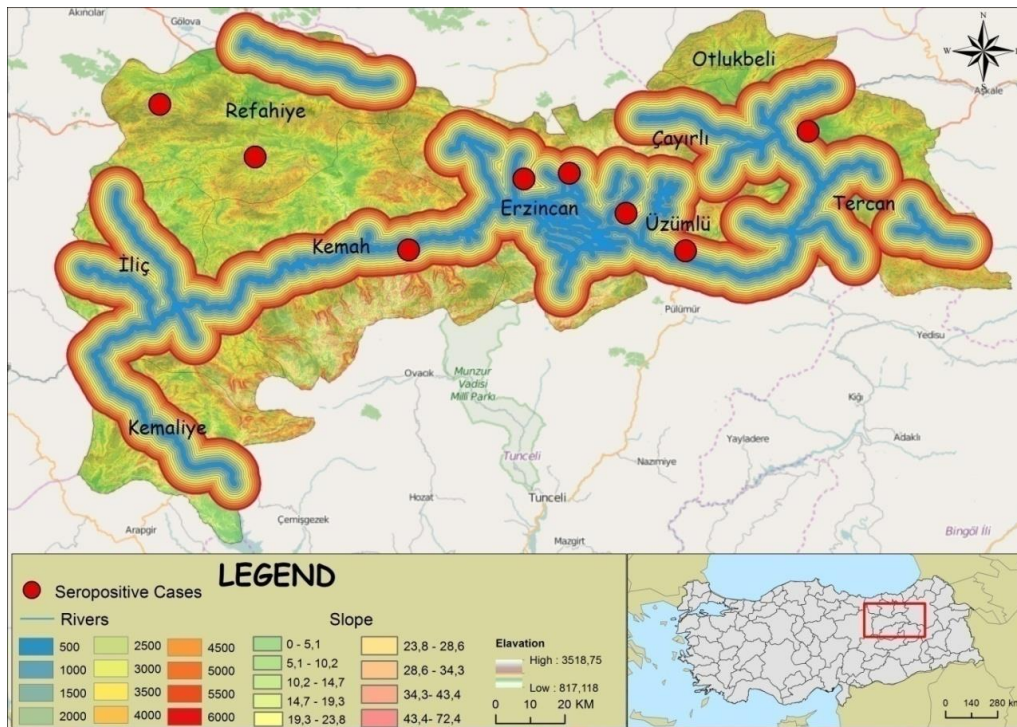 Akıncılar
Gölova
N
W
E
S
Otlukbeli
Aşkale
Refahiye
Çayırlı
Erzincan
Üzümlü
Tercan
Kemah
İliç
Pülümür
Yedisu
Ovacık
Munzur
Vadisi
Milli Parkı
Kemaliye
Kiğı
Yayladere
Adaklı
Tunceli
Nazımiye
Hozat
Tunceli
Arapgir
Çemişgezek
Mazgirt
Bingöl İli
LEGEND
Seropositive Cases
Rivers
Slope
500 2500 4500
1000 3000 5000
1500 3500 5500
2000 4000 6000
0 - 5,1 23,8 - 28,6
5,1 - 10,2 28,6 - 34,3
10,2 - 14,7 34,3- 43,4
14,7 - 19,3 43,4- 72,4
19,3 - 23,8
Elavation
High : 3518,75
Low : 817,118
0 10 20 KM
0 140 280 km